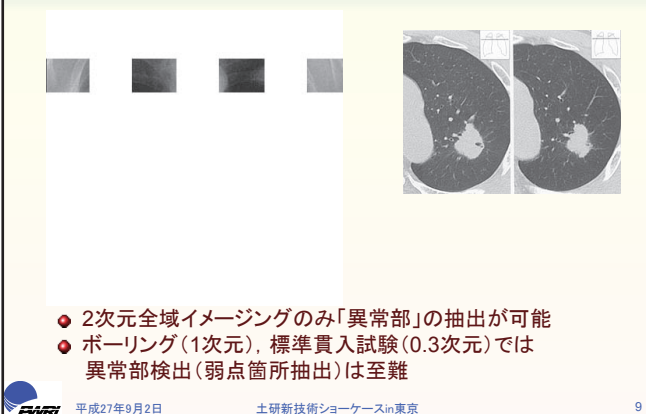 2次元全域イメージングのみ「異常部」の抽出が可能
ボーリング(1次元), 標準貫入試験(0.3次元)では
異常部検出(弱点箇所抽出)は至難
PWRI
平成27年9月2日
土研新技術ショーケースin東京
9